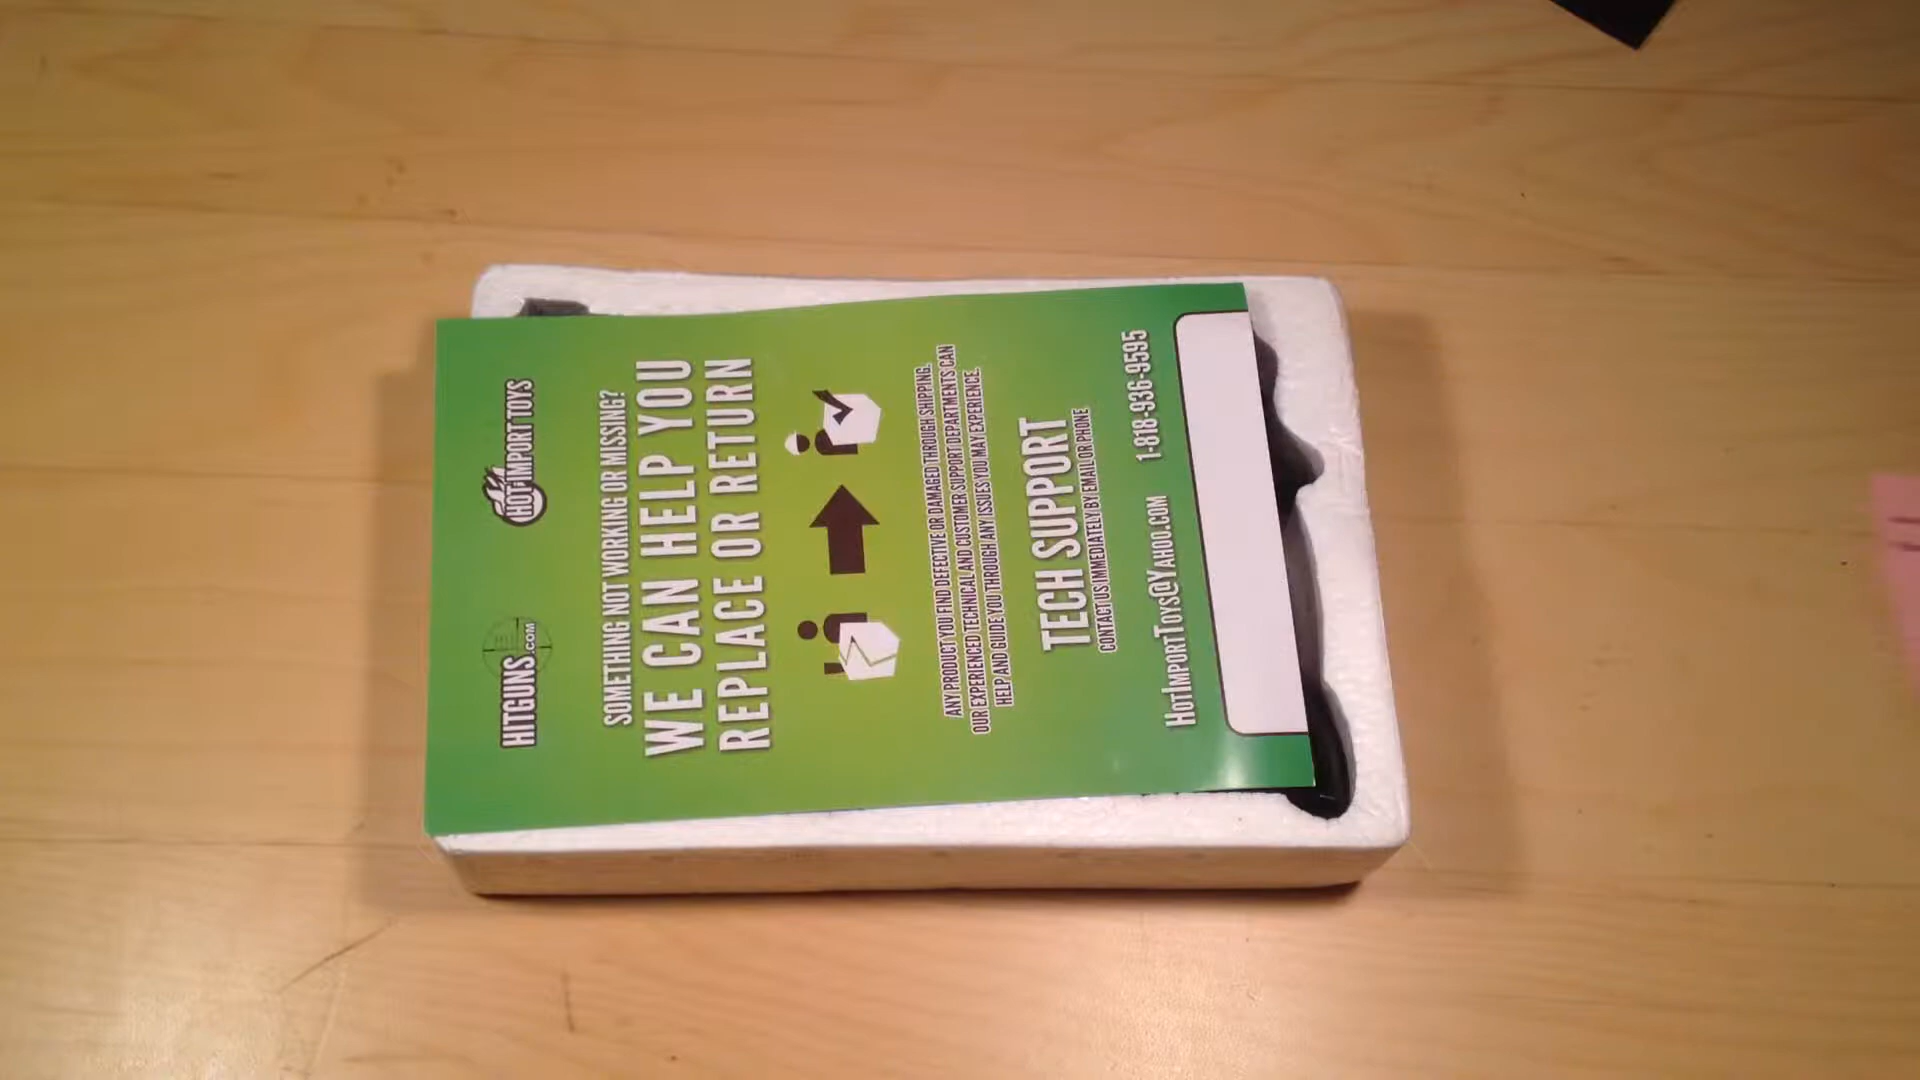 HITGUNS.COM
HOT IMPORT TOYS
SOMETHING NOT WORKING OR MISSING?
WE CAN HELP YOU
REPLACE OR RETURN
ANY PRODUCT YOU FIND DEFECTIVE OR DAMAGED THROUGH SHIPPING,
OUR EXPERIENCED TECHNICAL AND CUSTOMER SUPPORT DEPARTMENTS CAN
HELP AND GUIDE YOU THROUGH ANY ISSUES YOU MAY EXPERIENCE.
TECH SUPPORT
CONTACT US IMMEDIATELY BY EMAIL OR PHONE
HOTIMPORTTOYS@YAHOO.COM 1-818-936-9595